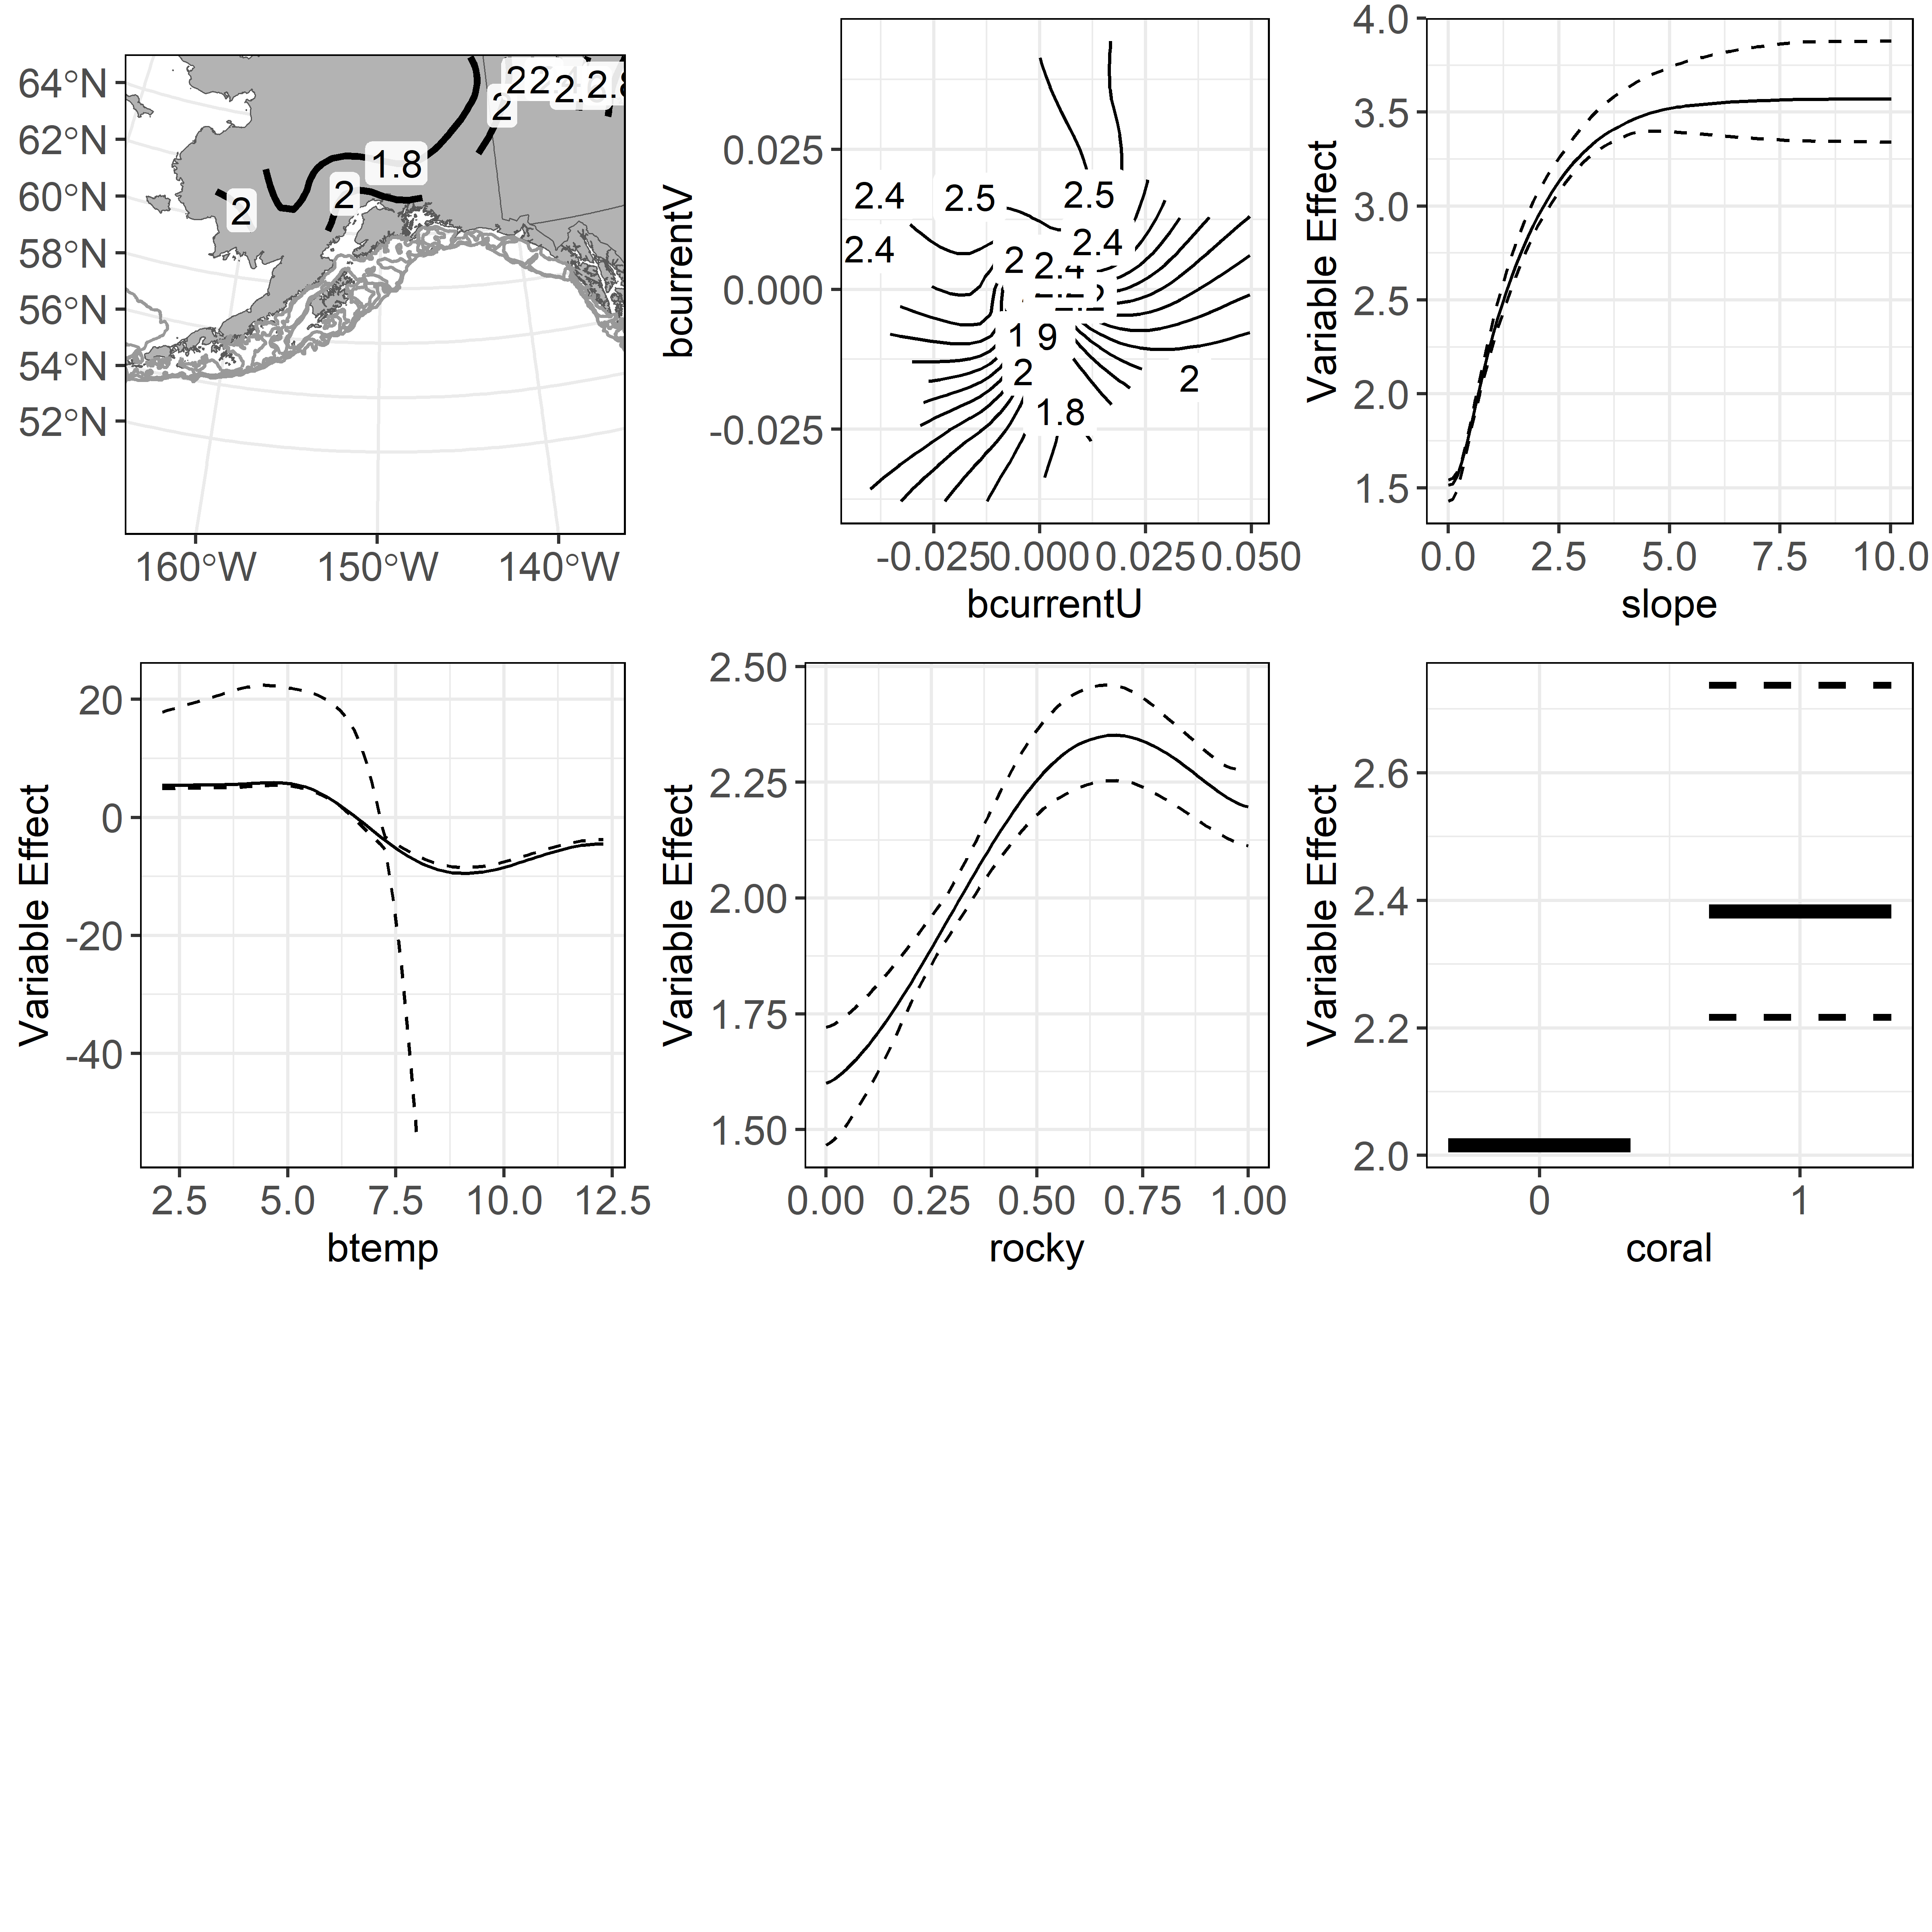 64°N
62°N
60°N
58°N
56°N
54°N
52°N
160°W 150°W 140°W
2 2
2
1.8
2
2
bcurrentV
0.025
0.000
-0.025
2.4 2.5 2.5
2.4 2.4
2 2.4
1 9
2 2
1.8
-0.025 0.000 0.025 0.050
bcurrentU
Variable Effect
4.0
3.5
3.0
2.5
2.0
1.5
0.0 2.5 5.0 7.5 10.0
slope
Variable Effect
20
0
-20
-40
2.5 5.0 7.5 10.0 12.5
btemp
Variable Effect
2.50
2.25
2.00
1.75
1.50
0.00 0.25 0.50 0.75 1.00
rocky
Variable Effect
2.6
2.4
2.2
2.0
0 1
coral